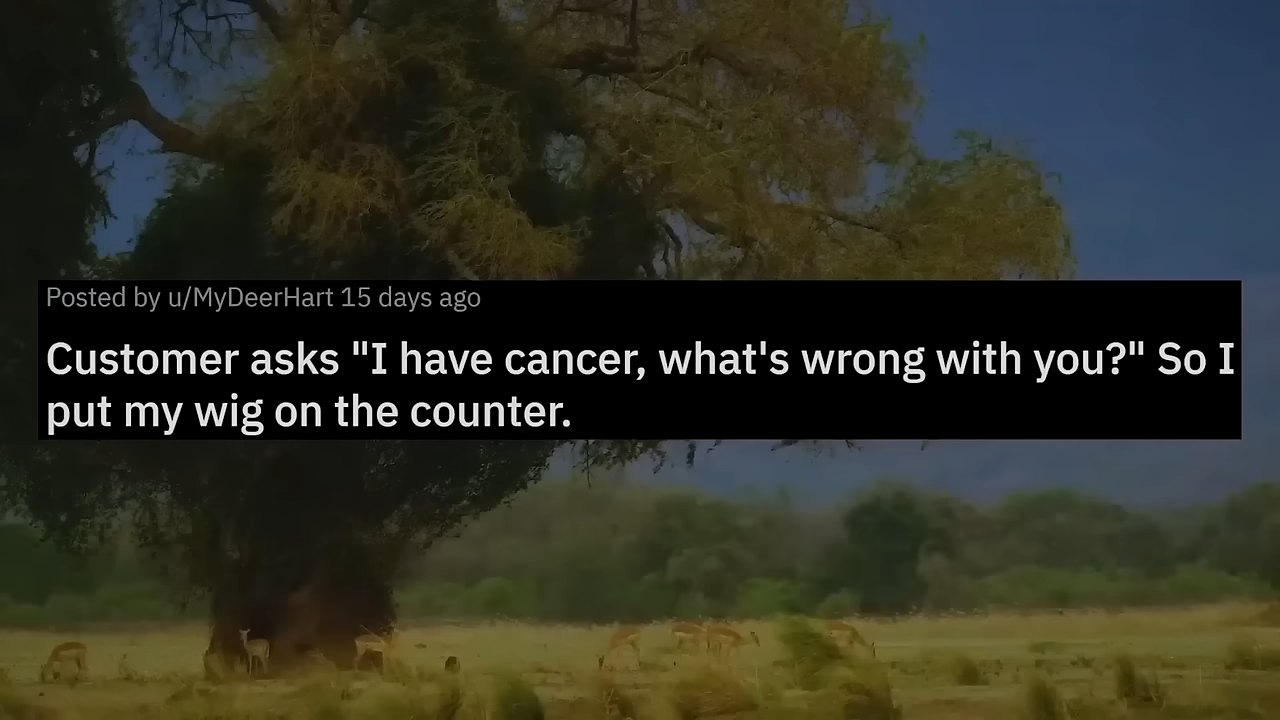 Posted by u/MyDeerHart 15 days ago
Customer asks "I have cancer, what's wrong with you?" So I
put my wig on the counter.